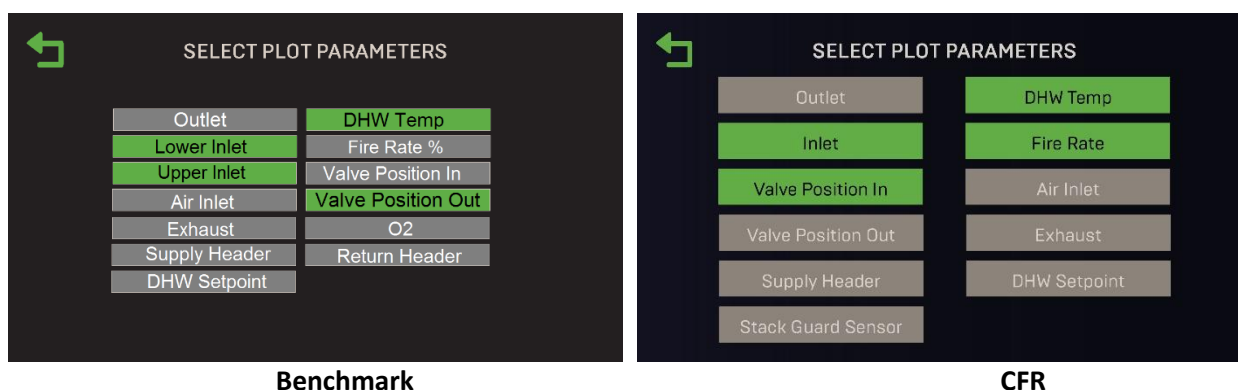 SELECT PLOT PARAMETERS
Outlet
DHW Temp
Lower Inlet
Fire Rate %
Upper Inlet
Valve Position In
Air Inlet
Valve Position Out
Exhaust
O2
Supply Header
Return Header
DHW Setpoint
Benchmark
SELECT PLOT PARAMETERS
Outlet
DHW Temp
Inlet
Fire Rate
Valve Position In
Air Inlet
Valve Position Out
Exhaust
Supply Header
DHW Setpoint
Stack Guard Sensor
CFR